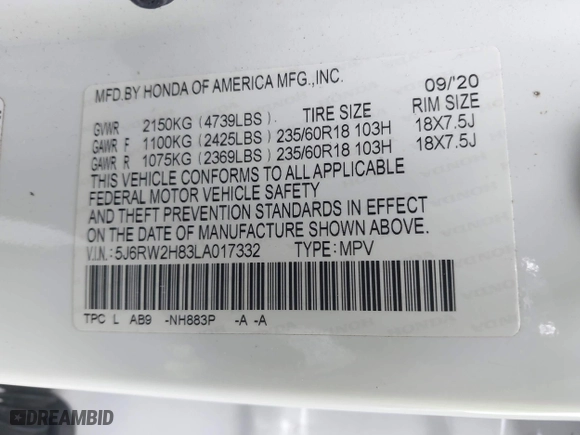 MFD.BY HONDA OF AMERICA MFG.,INC. 09/'20
GVWR 2150KG (4739LBS). TIRE SIZE RIM SIZE
GAWR F 1100KG (2425LBS) 235/60R18 103H 18X7.5J
GAWR R 1075KG (2369LBS) 235/60R18 103H 18X7.5J
THIS VEHICLE CONFORMS TO ALL APPLICABLE
FEDERAL MOTOR VEHICLE SAFETY
AND THEFT PREVENTION STANDARDS IN EFFECT
ON THE DATE OF MANUFACTURE SHOWN ABOVE.
V.I.N.: 5J6RW2H83LA017332 TYPE: MPV
TPC L AB9 -NH883P -A -A
DREAMBID